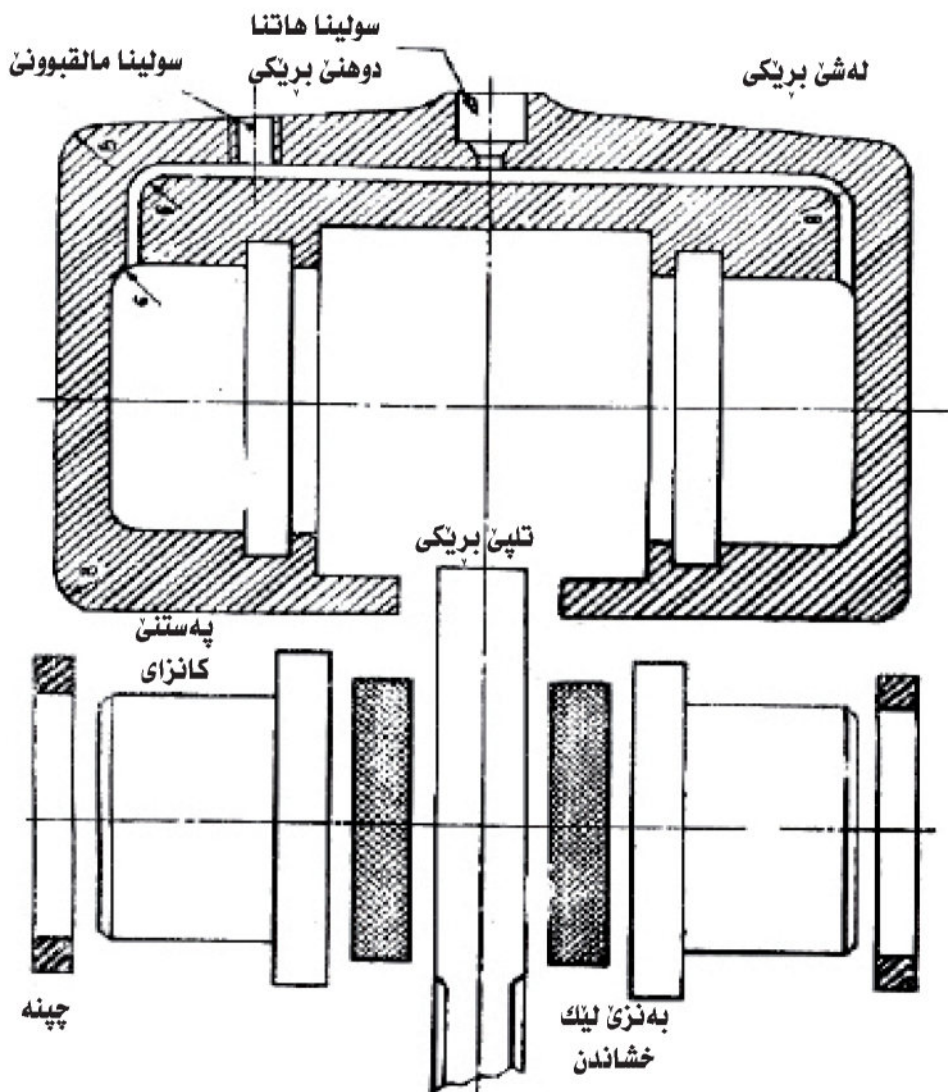 سولینا هاتنا
دوهنێ برێکی
سولینا مالقبوونێ
لەشێ برێکی
تلپێ برێکی
پەستنێ
کانزای
چپنە
بەنزێ لێك
خشاندن